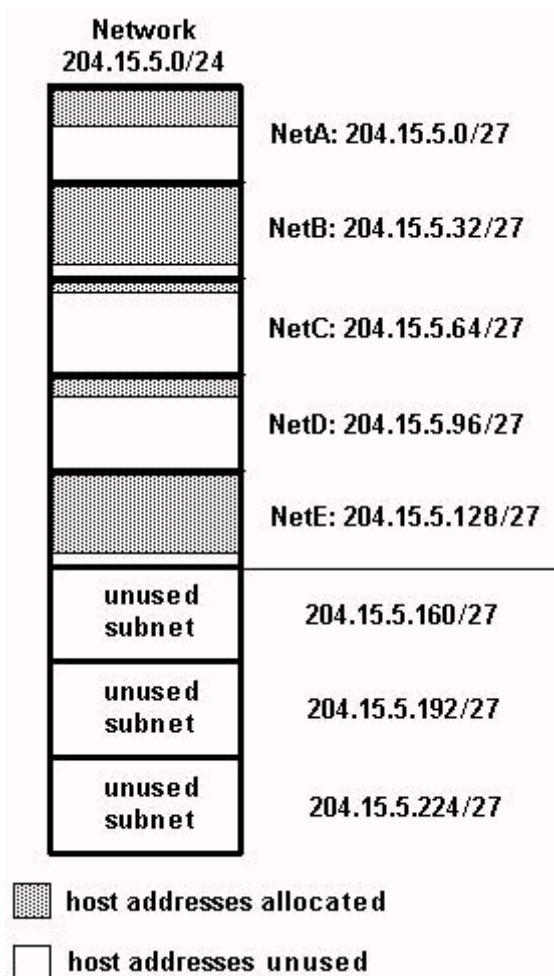 Network
204.15.5.0/24
NetA: 204.15.5.0/27
NetB: 204.15.5.32/27
NetC: 204.15.5.64/27
NetD: 204.15.5.96/27
NetE: 204.15.5.128/27
unused
subnet
204.15.5.160/27
unused
subnet
204.15.5.192/27
unused
subnet
204.15.5.224/27
host addresses allocated
host addresses unused